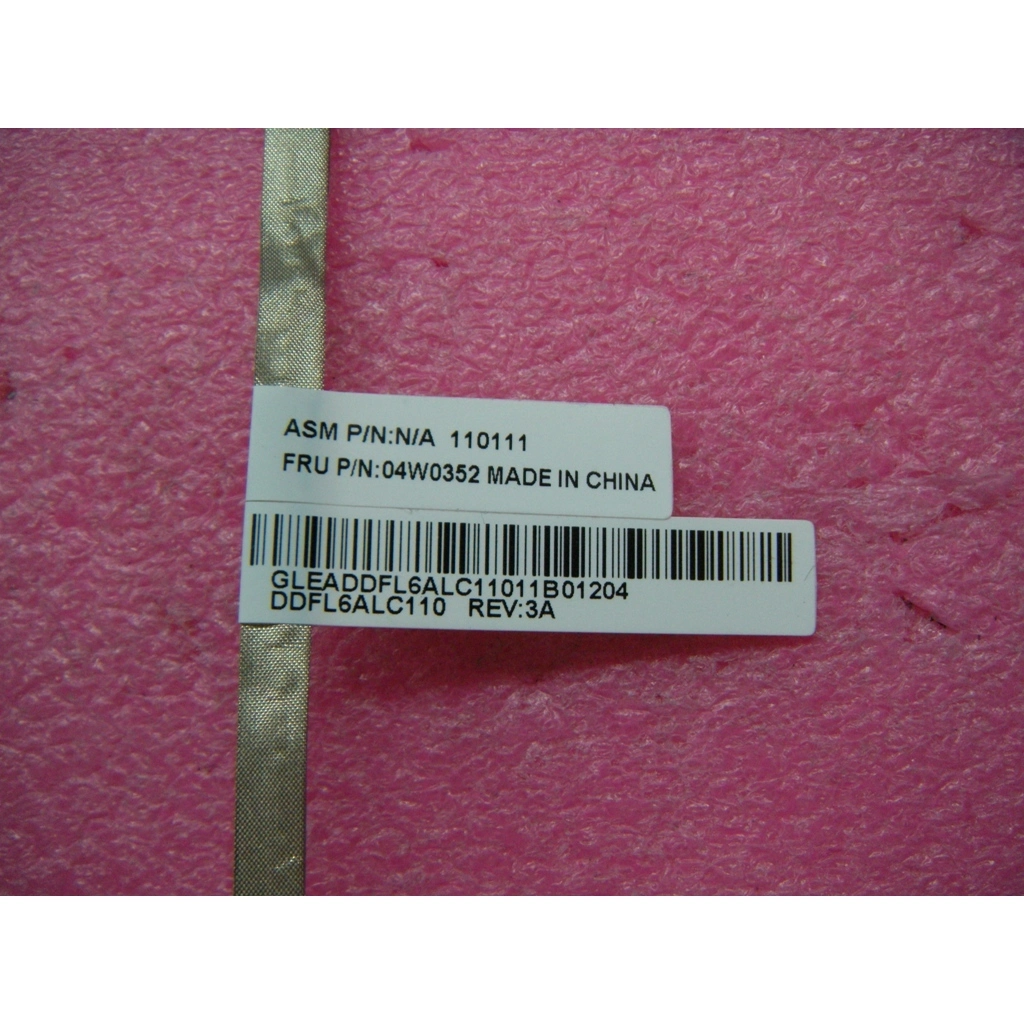 ASM P/N:N/A 110111
FRU P/N:04W0352 MADE IN CHINA
GLEADDFL6ALC11011B01204
DDFL6ALC110 REV:3A